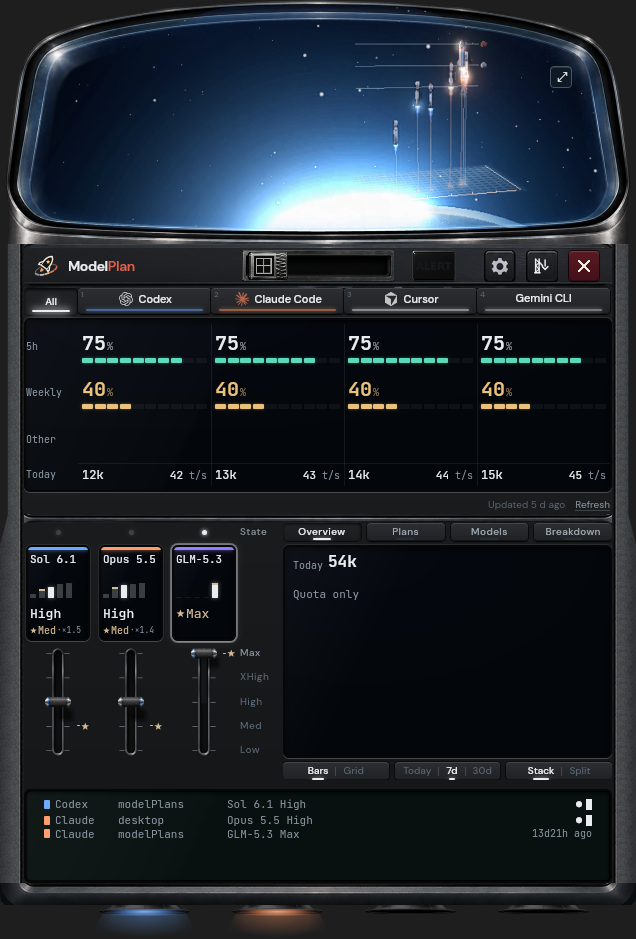 ModelPlan
ALERT
All
1 Codex
2 Claude Code
3 Cursor
4 Gemini CLI
5h 75% 75% 75% 75%
Weekly 40% 40% 40% 40%
Other
Today 12k 42 t/s 13k 43 t/s 14k 44 t/s 15k 45 t/s
Updated 5 d ago Refresh
State
Overview Plans Models Breakdown
Sol 6.1 Opus 5.5 GLM-5.3
High High ★Max
★Med·×1.5 ★Med·×1.4
-★ Max
XHigh
High
-★ -★ Med
Low
Today 54k
Quota only
Bars | Grid Today | 7d | 30d Stack | Split
Codex modelPlans Sol 6.1 High
Claude desktop Opus 5.5 High
Claude modelPlans GLM-5.3 Max 13d21h ago